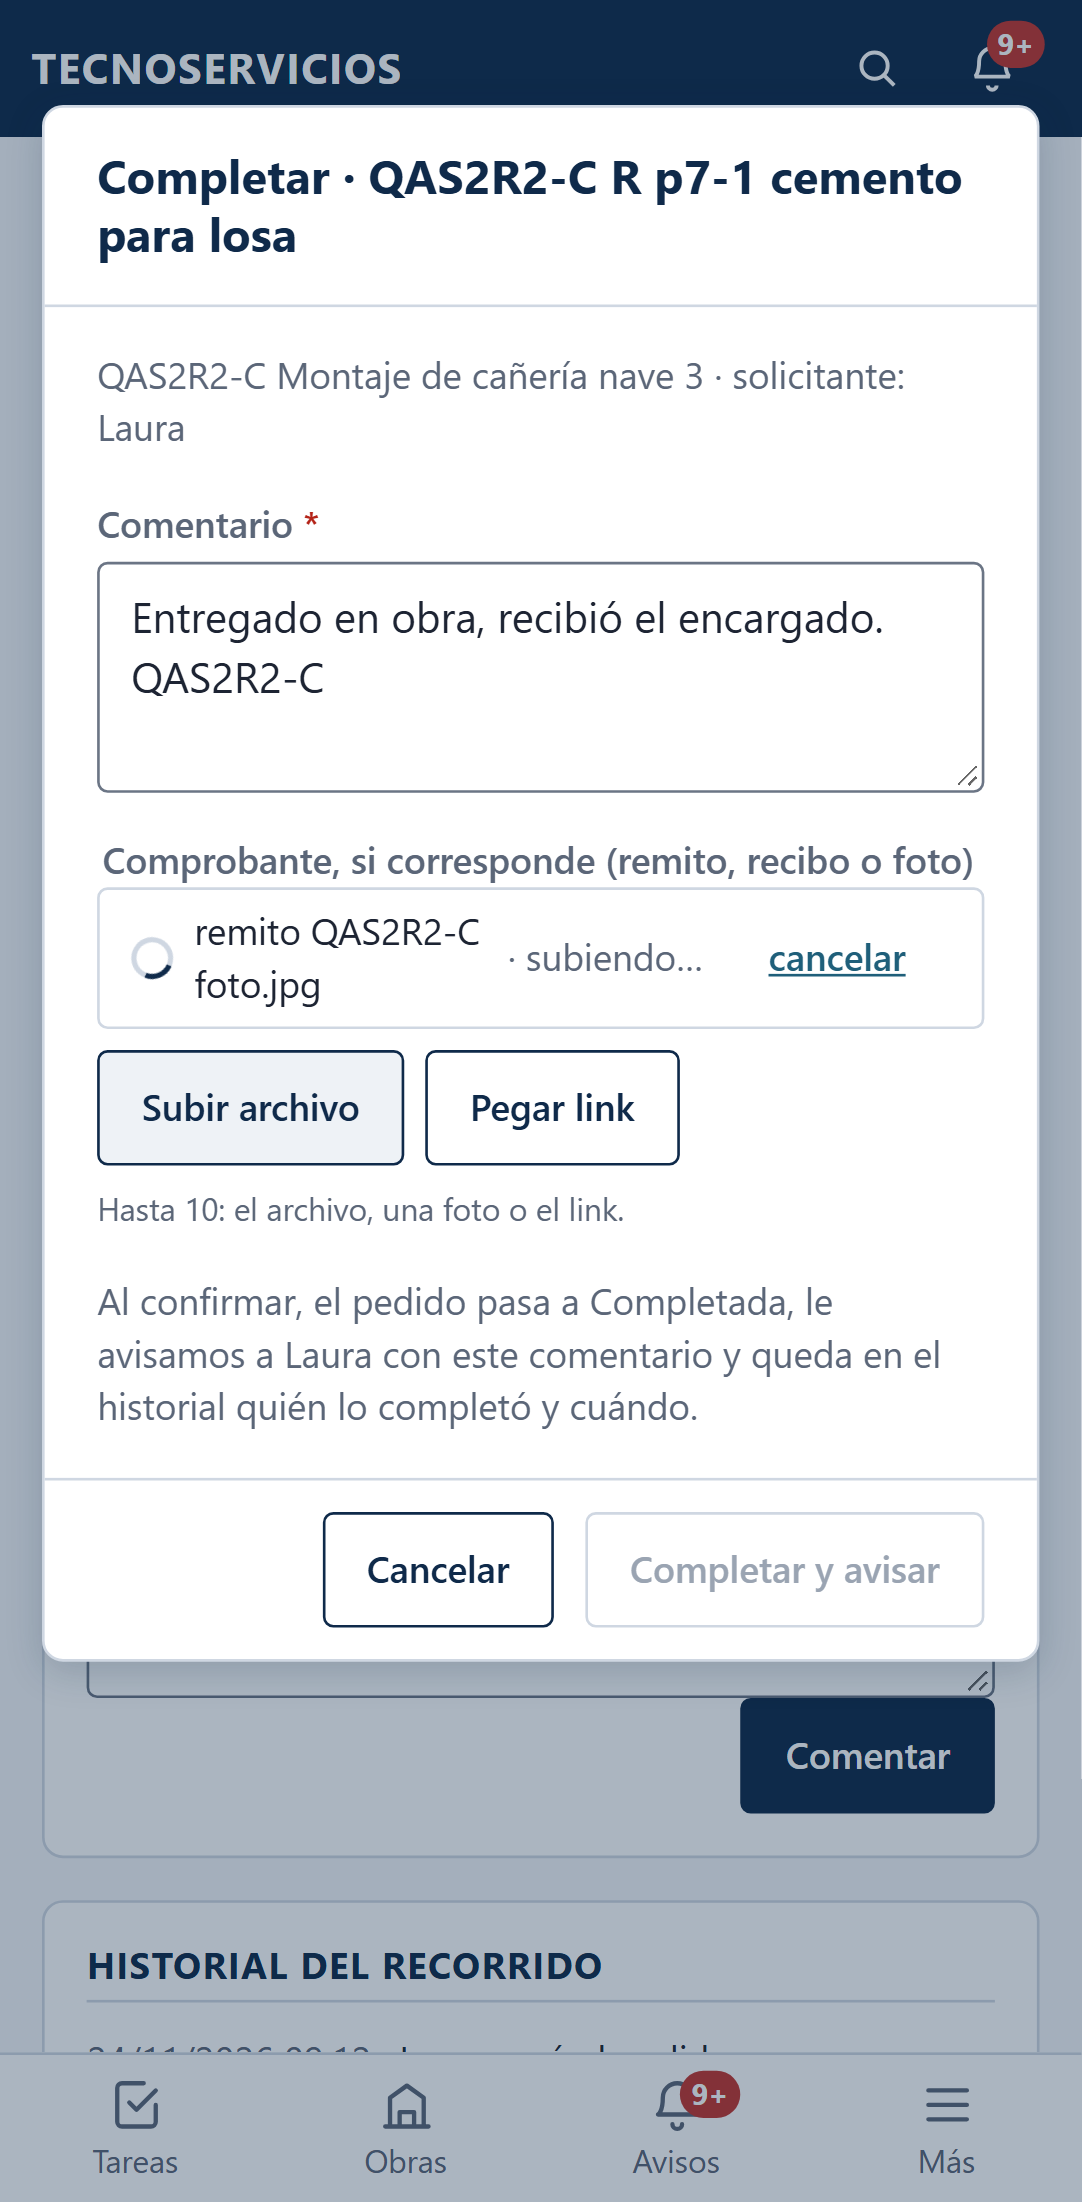 TECNOSERVICIOS
9+
Completar · QAS2R2-C R p7-1 cemento
para losa
QAS2R2-C Montaje de cañería nave 3 · solicitante:
Laura
Comentario *
Entregado en obra, recibió el encargado.
QAS2R2-C
Comprobante, si corresponde (remito, recibo o foto)
remito QAS2R2-C
foto.jpg
· subiendo...
cancelar
Subir archivo
Pegar link
Hasta 10: el archivo, una foto o el link.
Al confirmar, el pedido pasa a Completada, le
avisamos a Laura con este comentario y queda en el
historial quién lo completó y cuándo.
Cancelar
Completar y avisar
Comentar
HISTORIAL DEL RECORRIDO
9+
Tareas
Obras
Avisos
Más